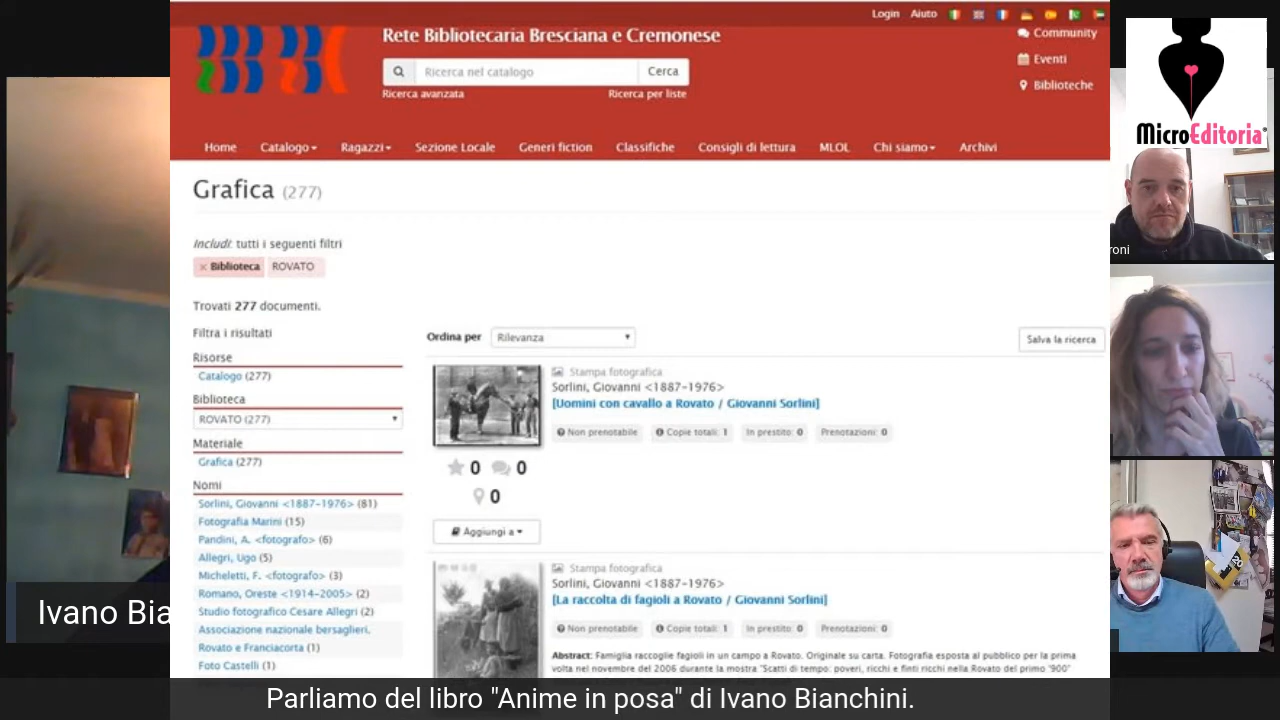 Login Aiuto
Rete Bibliotecaria Bresciana e Cremonese
Community
Ricerca nel catalogo Cerca
Eventi
Ricerca avanzata Ricerca per liste
Biblioteche
MicroEditoria
Home Catalogo Ragazzi Sezione Locale Generi fiction Classifiche Consigli di lettura MLOL Chi siamo Archivi
Grafica (277)
Includi: tutti i seguenti filtri
× Biblioteca ROVATO
roni
Trovati 277 documenti.
Filtra i risultati
Ordina per Rilevanza Salva la ricerca
Risorse
Catalogo (277)
Biblioteca
ROVATO (277)
Materiale
Grafica (277)
Nomi
Sorlini, Giovanni <1887-1976> (81)
Fotografia Marini (15)
Pandini, A. <fotografo> (6)
Allegri, Ugo (5)
Micheletti, F. <fotografo> (3)
Romano, Oreste <1914-2005> (2)
Studio fotografico Cesare Allegri (2)
Associazione nazionale bersaglieri.
Rovato e Franciacorta (1)
Foto Castelli (1)
Stampa fotografica
Sorlini, Giovanni <1887-1976>
[Uomini con cavallo a Rovato / Giovanni Sorlini]
Non prenotabile Copie totali: 1 In prestito: 0 Prenotazioni: 0
0 0
0
Aggiungi a
Stampa fotografica
Sorlini, Giovanni <1887-1976>
[La raccolta di fagioli a Rovato / Giovanni Sorlini]
Non prenotabile Copie totali: 1 In prestito: 0 Prenotazioni: 0
Abstract: Famiglia raccoglie fagioli in un campo a Rovato. Originale su carta. Fotografia esposta al pubblico per la prima
volta nel novembre del 2006 durante la mostra "Scatti di tempo: poveri, ricchi e finti ricchi nella Rovato del primo '900"
Ivano Bia
Parliamo del libro "Anime in posa" di Ivano Bianchini.